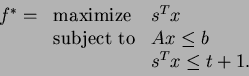 f* = maximize s^T x
subject to Ax ≤ b
s^T x ≤ t + 1.